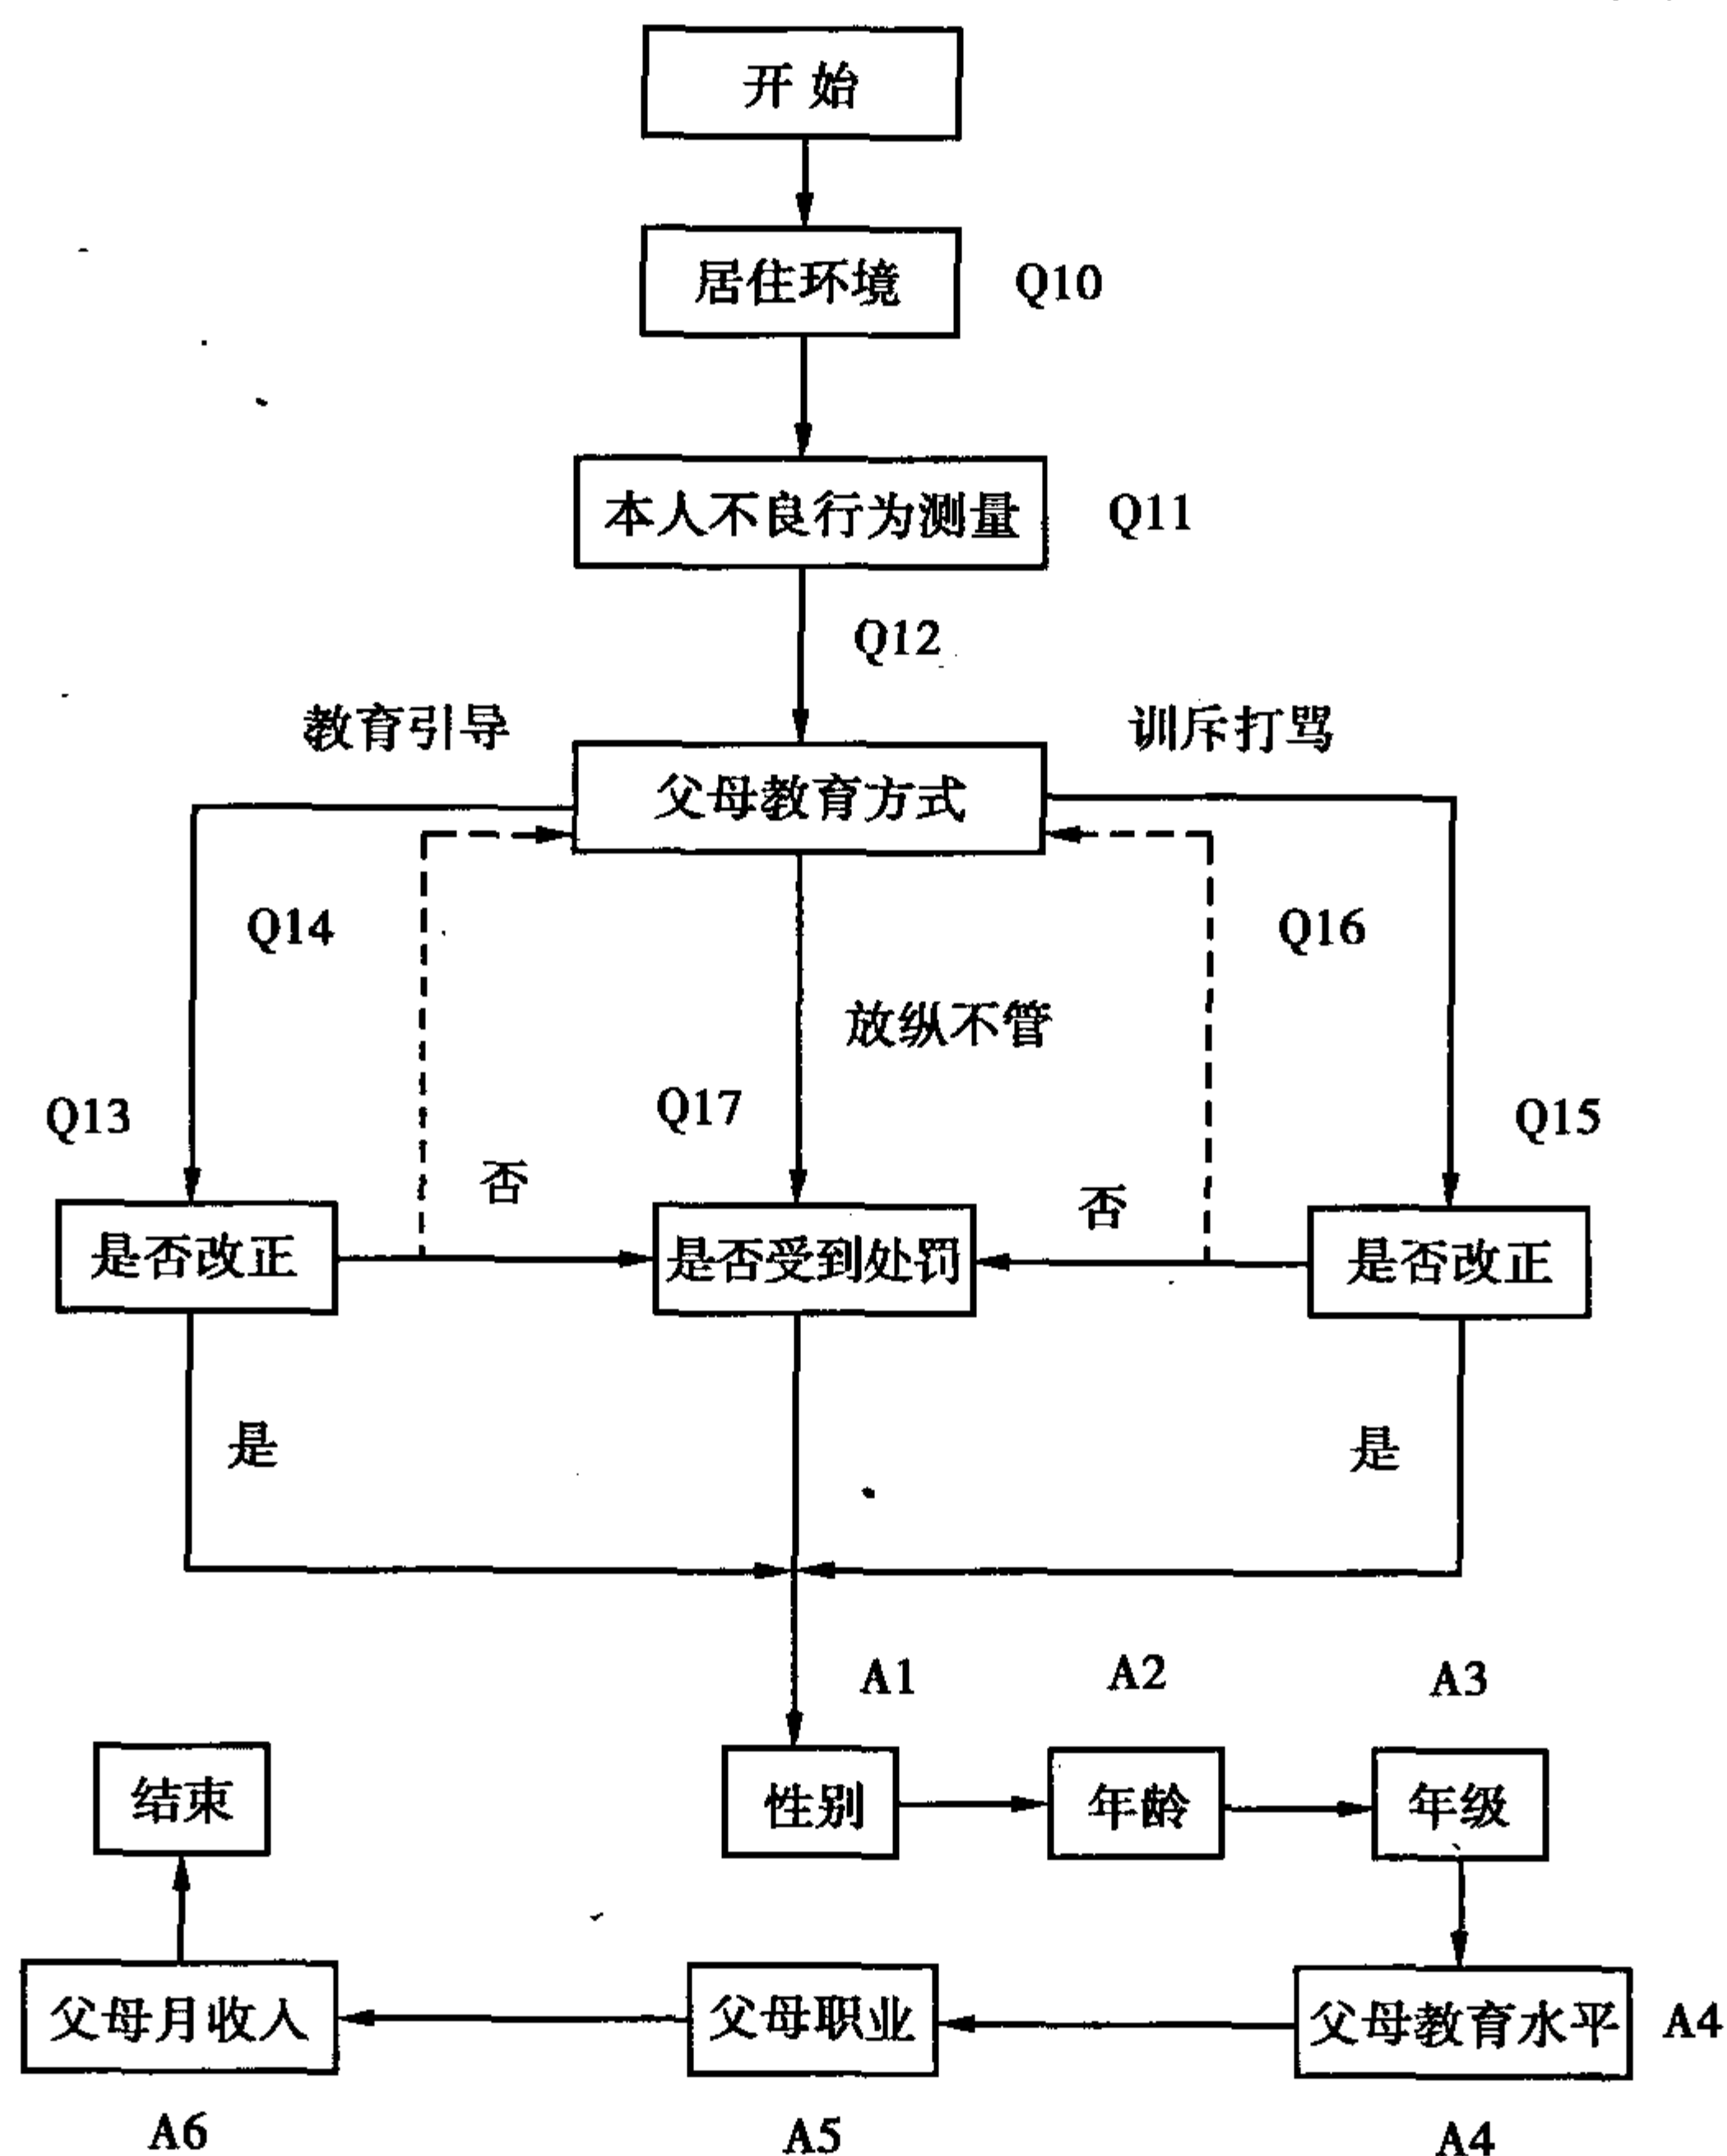 开 始
居住环境 Q10
本人不良行为测量 Q11
Q12
教育引导 训斥打骂
父母教育方式
Q14 Q16
放纵不管
Q13 Q17 Q15
否 否
是否改正 是否受到处罚 是否改正
是 是
A1 A2 A3
结束 性别 年龄 年级
父母月收入 父母职业 父母教育水平 A4
A6 A5 A4